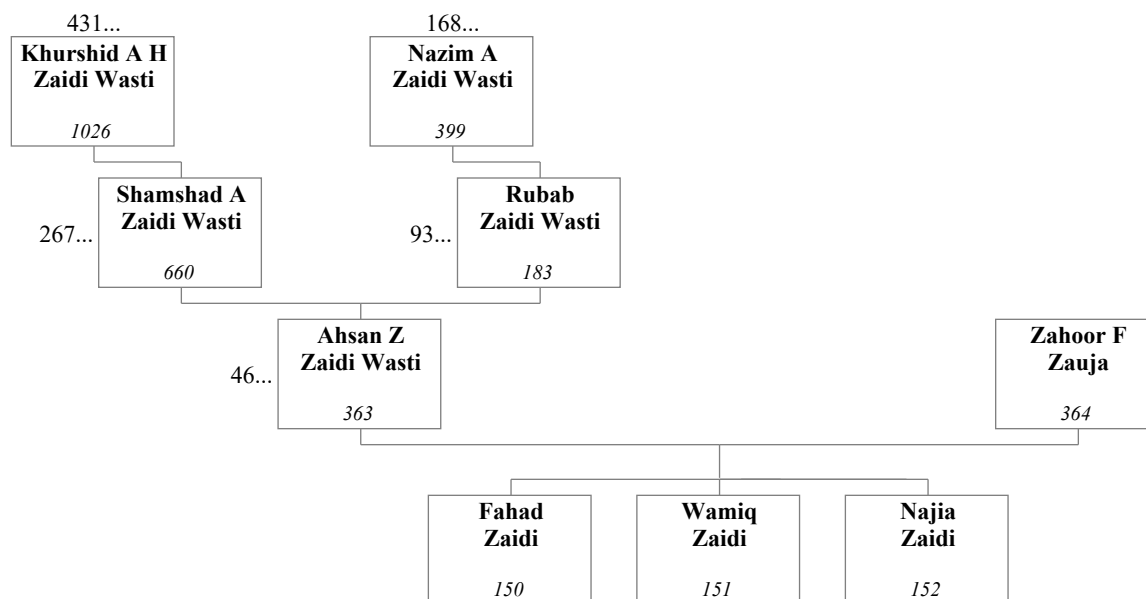 431...
168...
Khurshid A H
Zaidi Wasti
1026
Nazim A
Zaidi Wasti
399
267...
Shamshad A
Zaidi Wasti
660
93...
Rubab
Zaidi Wasti
183
46...
Ahsan Z
Zaidi Wasti
363
Zahoor F
Zauja
364
Fahad
Zaidi
150
Wamiq
Zaidi
151
Najia
Zaidi
152